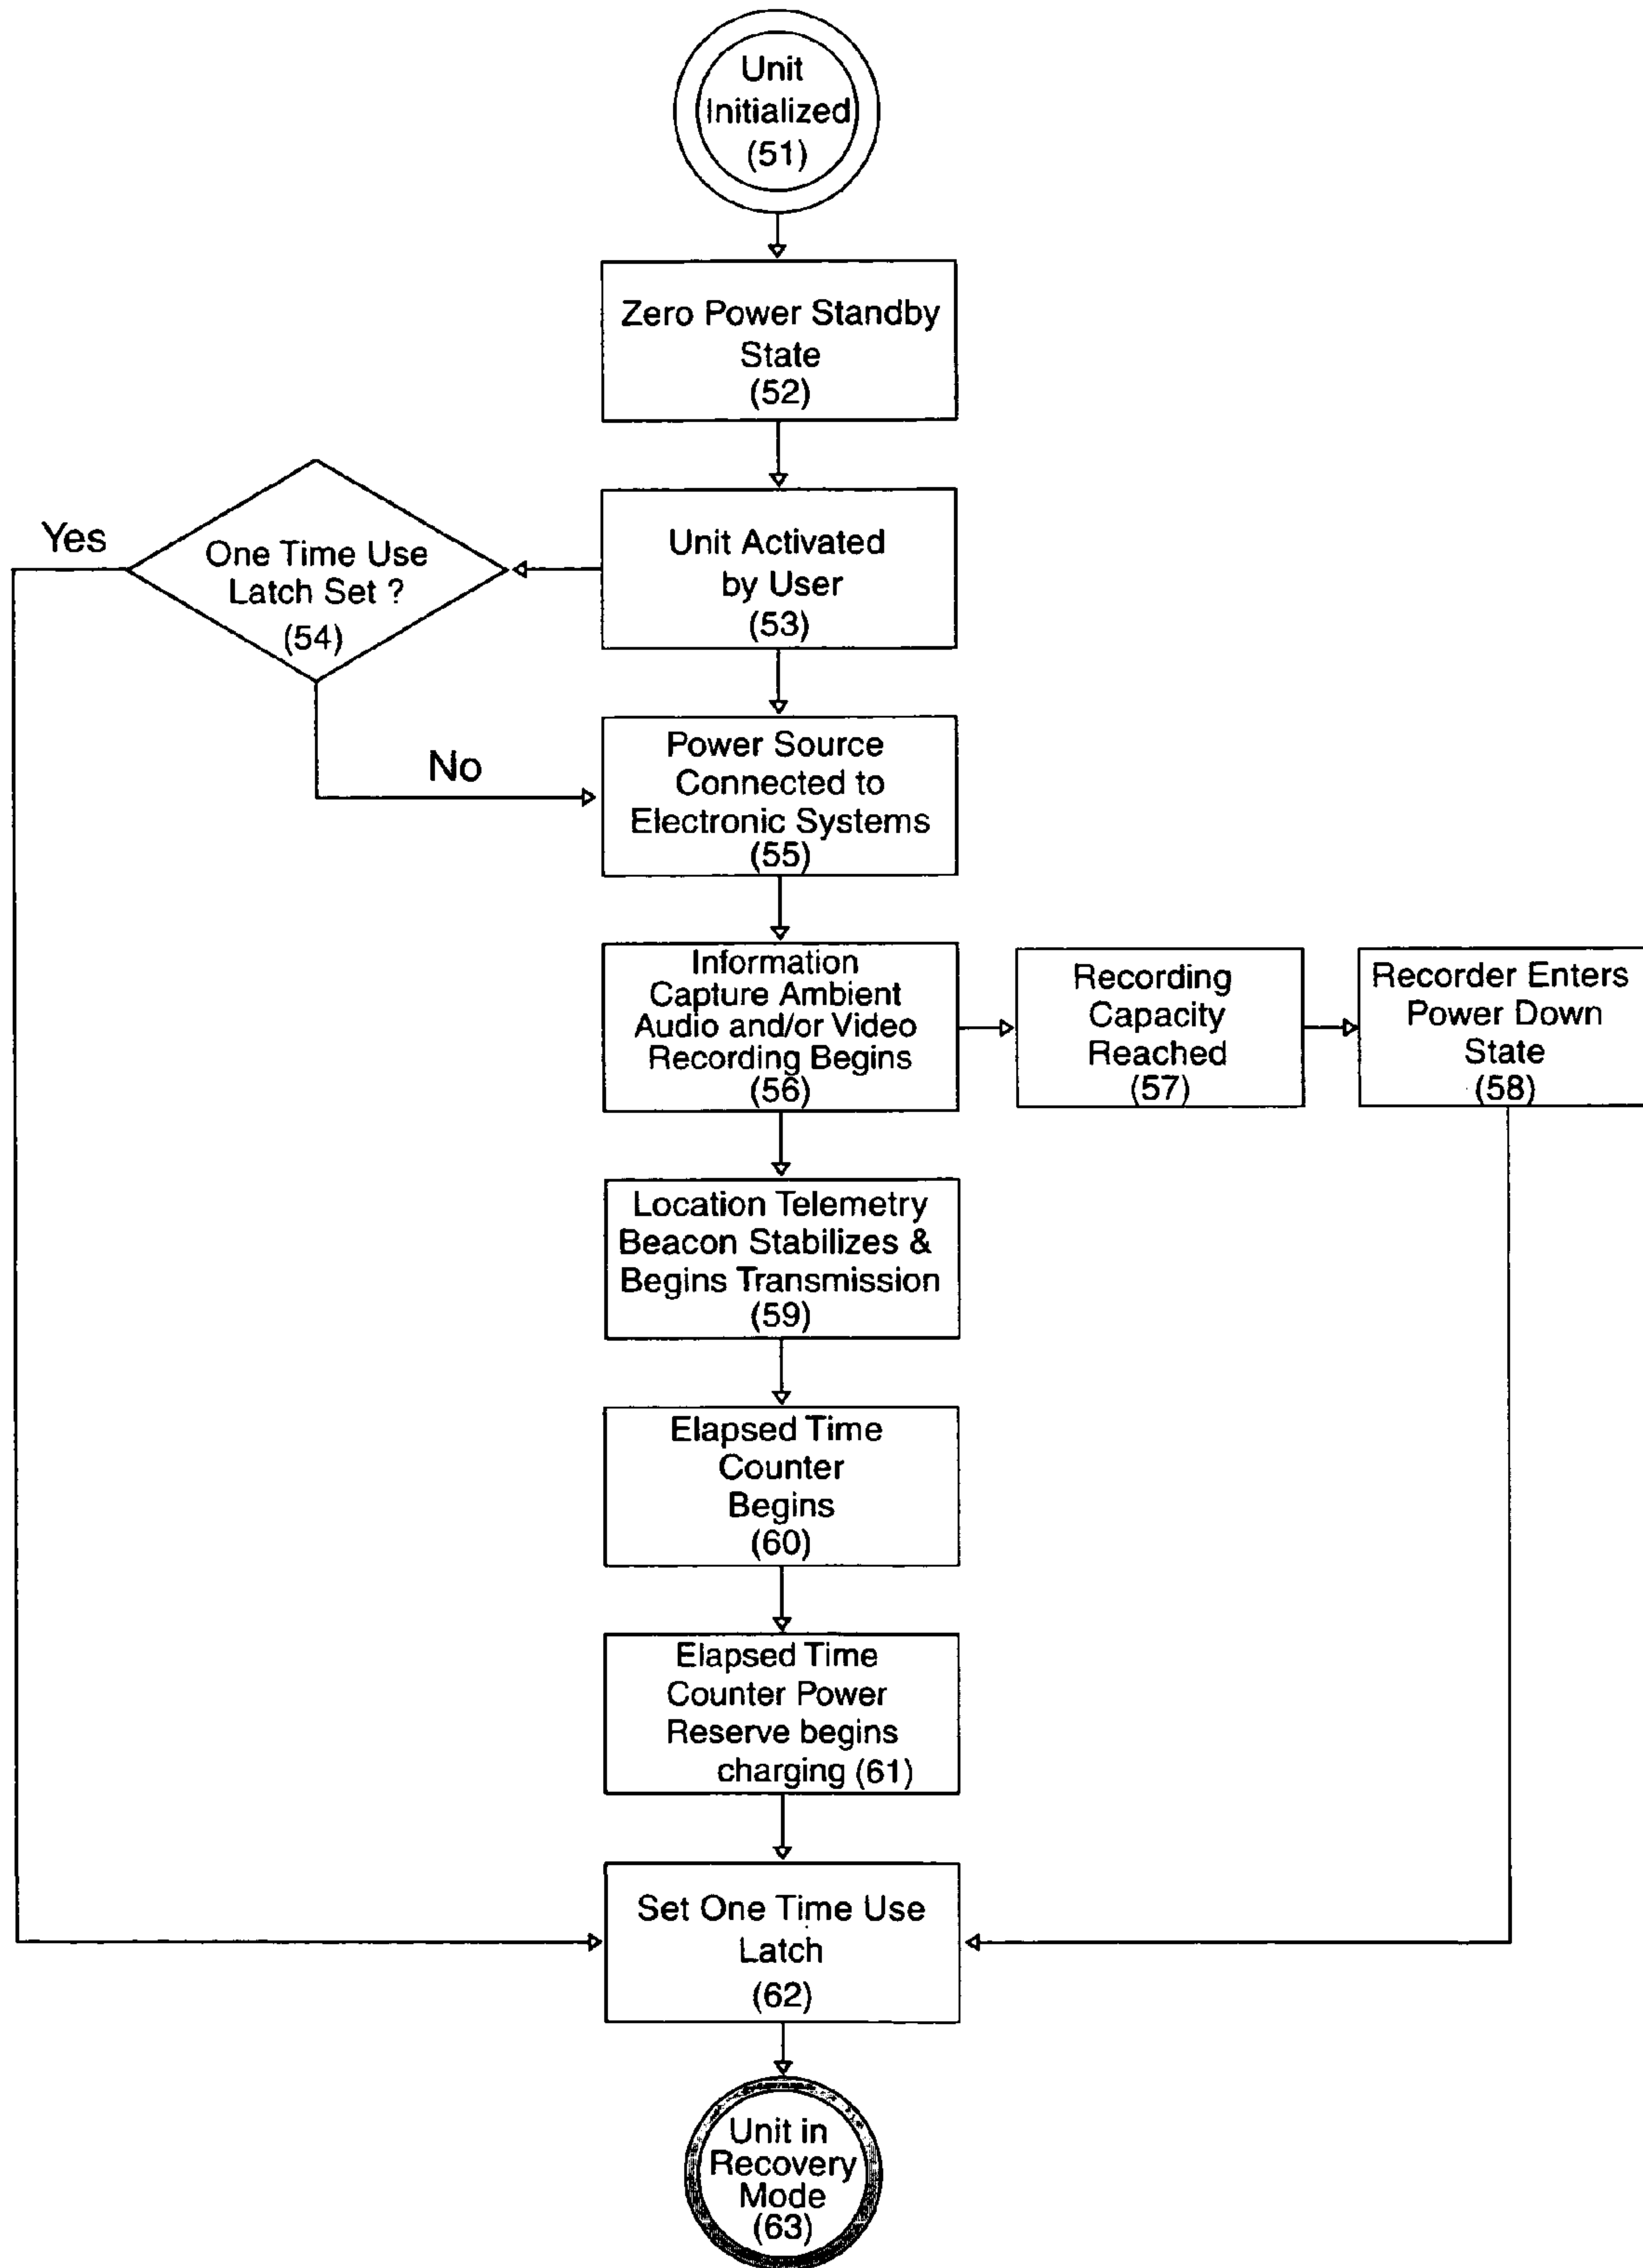 Unit
Initialized
(51)
Zero Power Standby
State
(52)
Unit Activated
by User
(53)
Yes
One Time Use
Latch Set ?
(54)
No
Power Source
Connected to
Electronic Systems
(55)
Information
Capture Ambient
Audio and/or Video
Recording Begins
(56)
Recording
Capacity
Reached
(57)
Recorder Enters
Power Down
State
(58)
Location Telemetry
Beacon Stabilizes &
Begins Transmission
(59)
Elapsed Time
Counter
Begins
(60)
Elapsed Time
Counter Power
Reserve begins
charging (61)
Set One Time Use
Latch
(62)
Unit in
Recovery
Mode
(63)